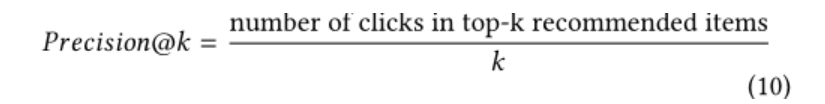 Precision@k = number of clicks in top-k recommended items / k
(10)